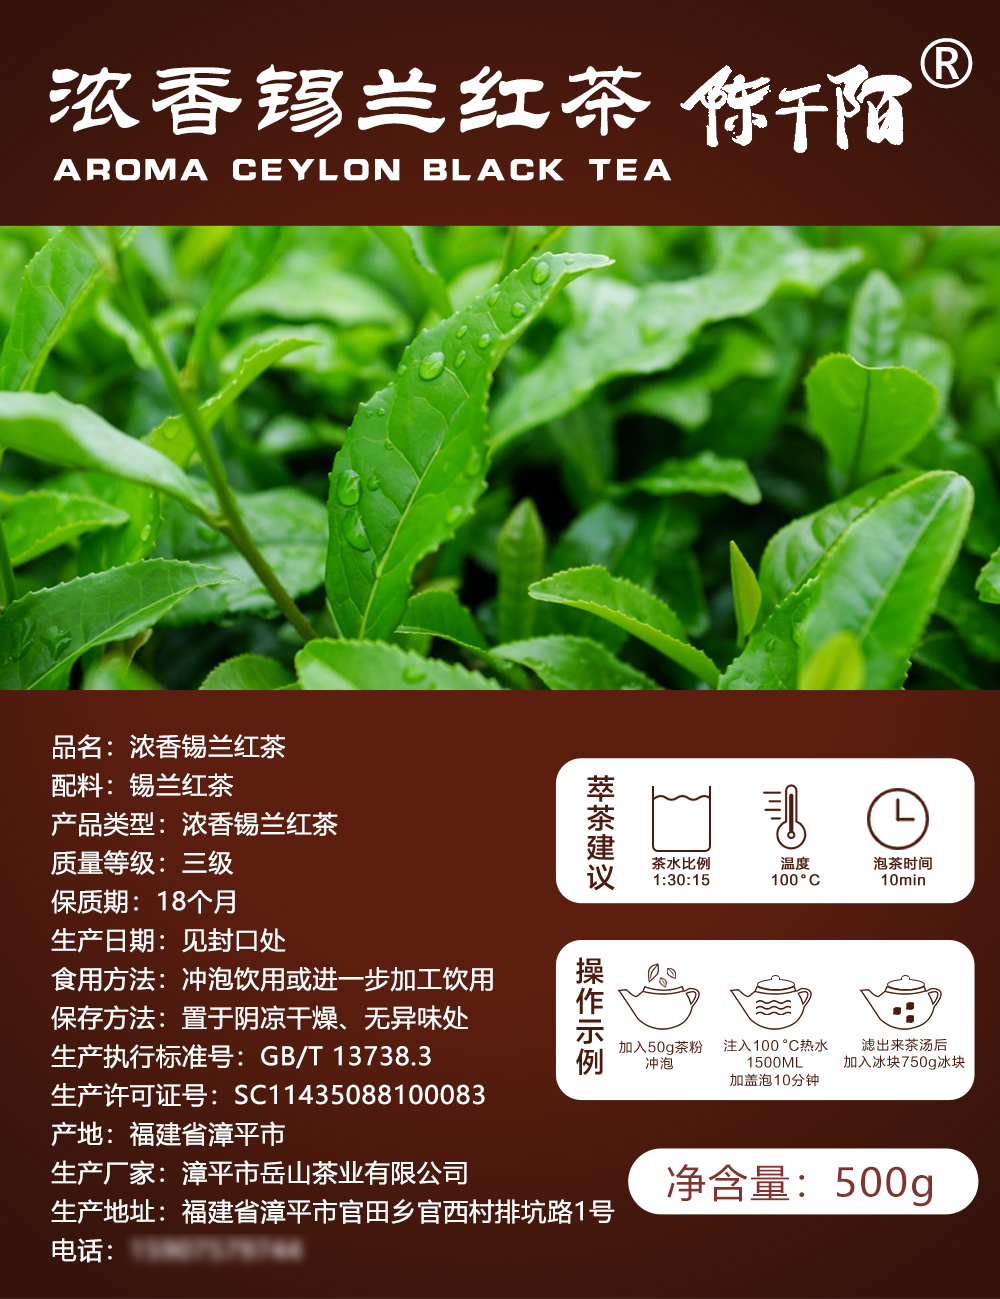 浓香锡兰红茶
®
AROMA CEYLON BLACK TEA
品名：浓香锡兰红茶
配料：锡兰红茶
产品类型：浓香锡兰红茶
质量等级：三级
保质期：18个月
生产日期：见封口处
食用方法：冲泡饮用或进一步加工饮用
保存方法：置于阴凉干燥、无异味处
生产执行标准号：GB/T 13738.3
生产许可证号：SC11435088100083
产地：福建省漳平市
生产厂家：漳平市岳山茶业有限公司
生产地址：福建省漳平市官田乡官西村排坑路1号
电话：
萃茶建议
茶水比例
1:30:15
温度
100°C
泡茶时间
10min
操作示例
加入50g茶粉
冲泡
注入100°C热水
1500ML
加盖泡10分钟
滤出来茶汤后
加入冰块750g冰块
净含量：500g